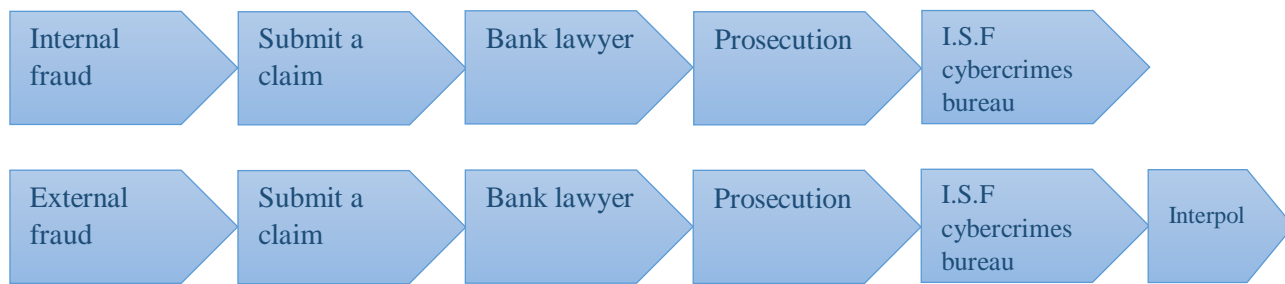 Internal
fraud
Submit a
claim
Bank lawyer
Prosecution
I.S.F
cybercrimes
bureau
External
fraud
Submit a
claim
Bank lawyer
Prosecution
I.S.F
cybercrimes
bureau
Interpol